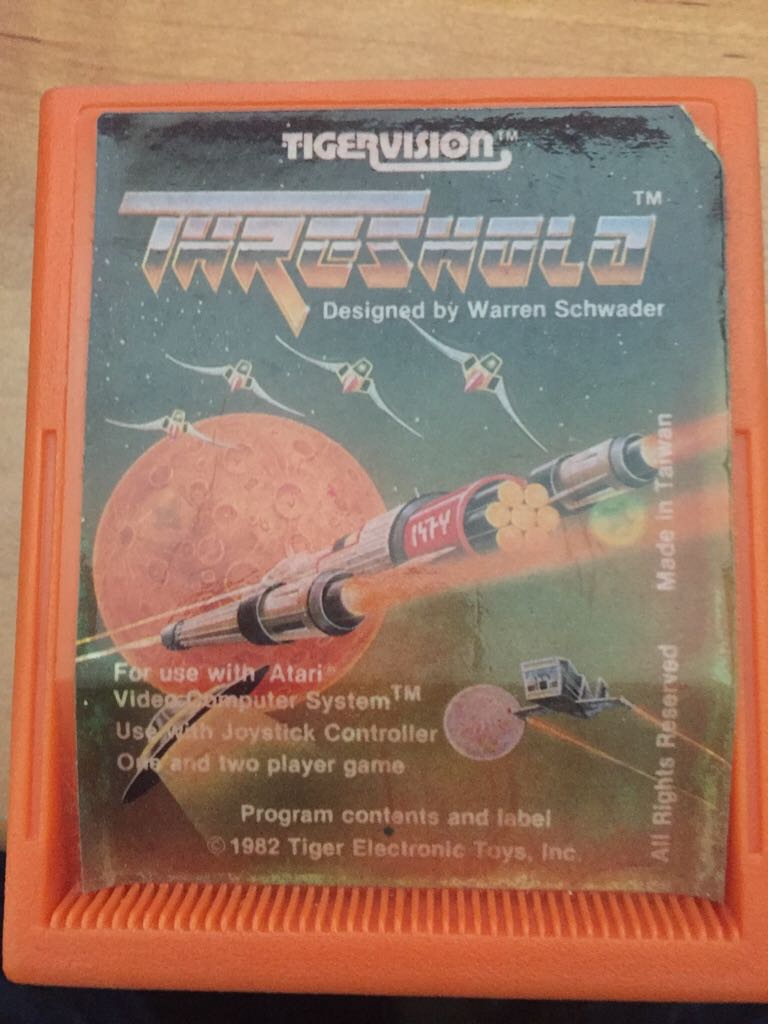 TIGERVISION™
THRESHOLD™
Designed by Warren Schwader
For use with Atari®
Video Computer System™
Use with Joystick Controller
One and two player game
Program contents and label
© 1982 Tiger Electronic Toys, Inc.
All Rights Reserved Made in Taiwan